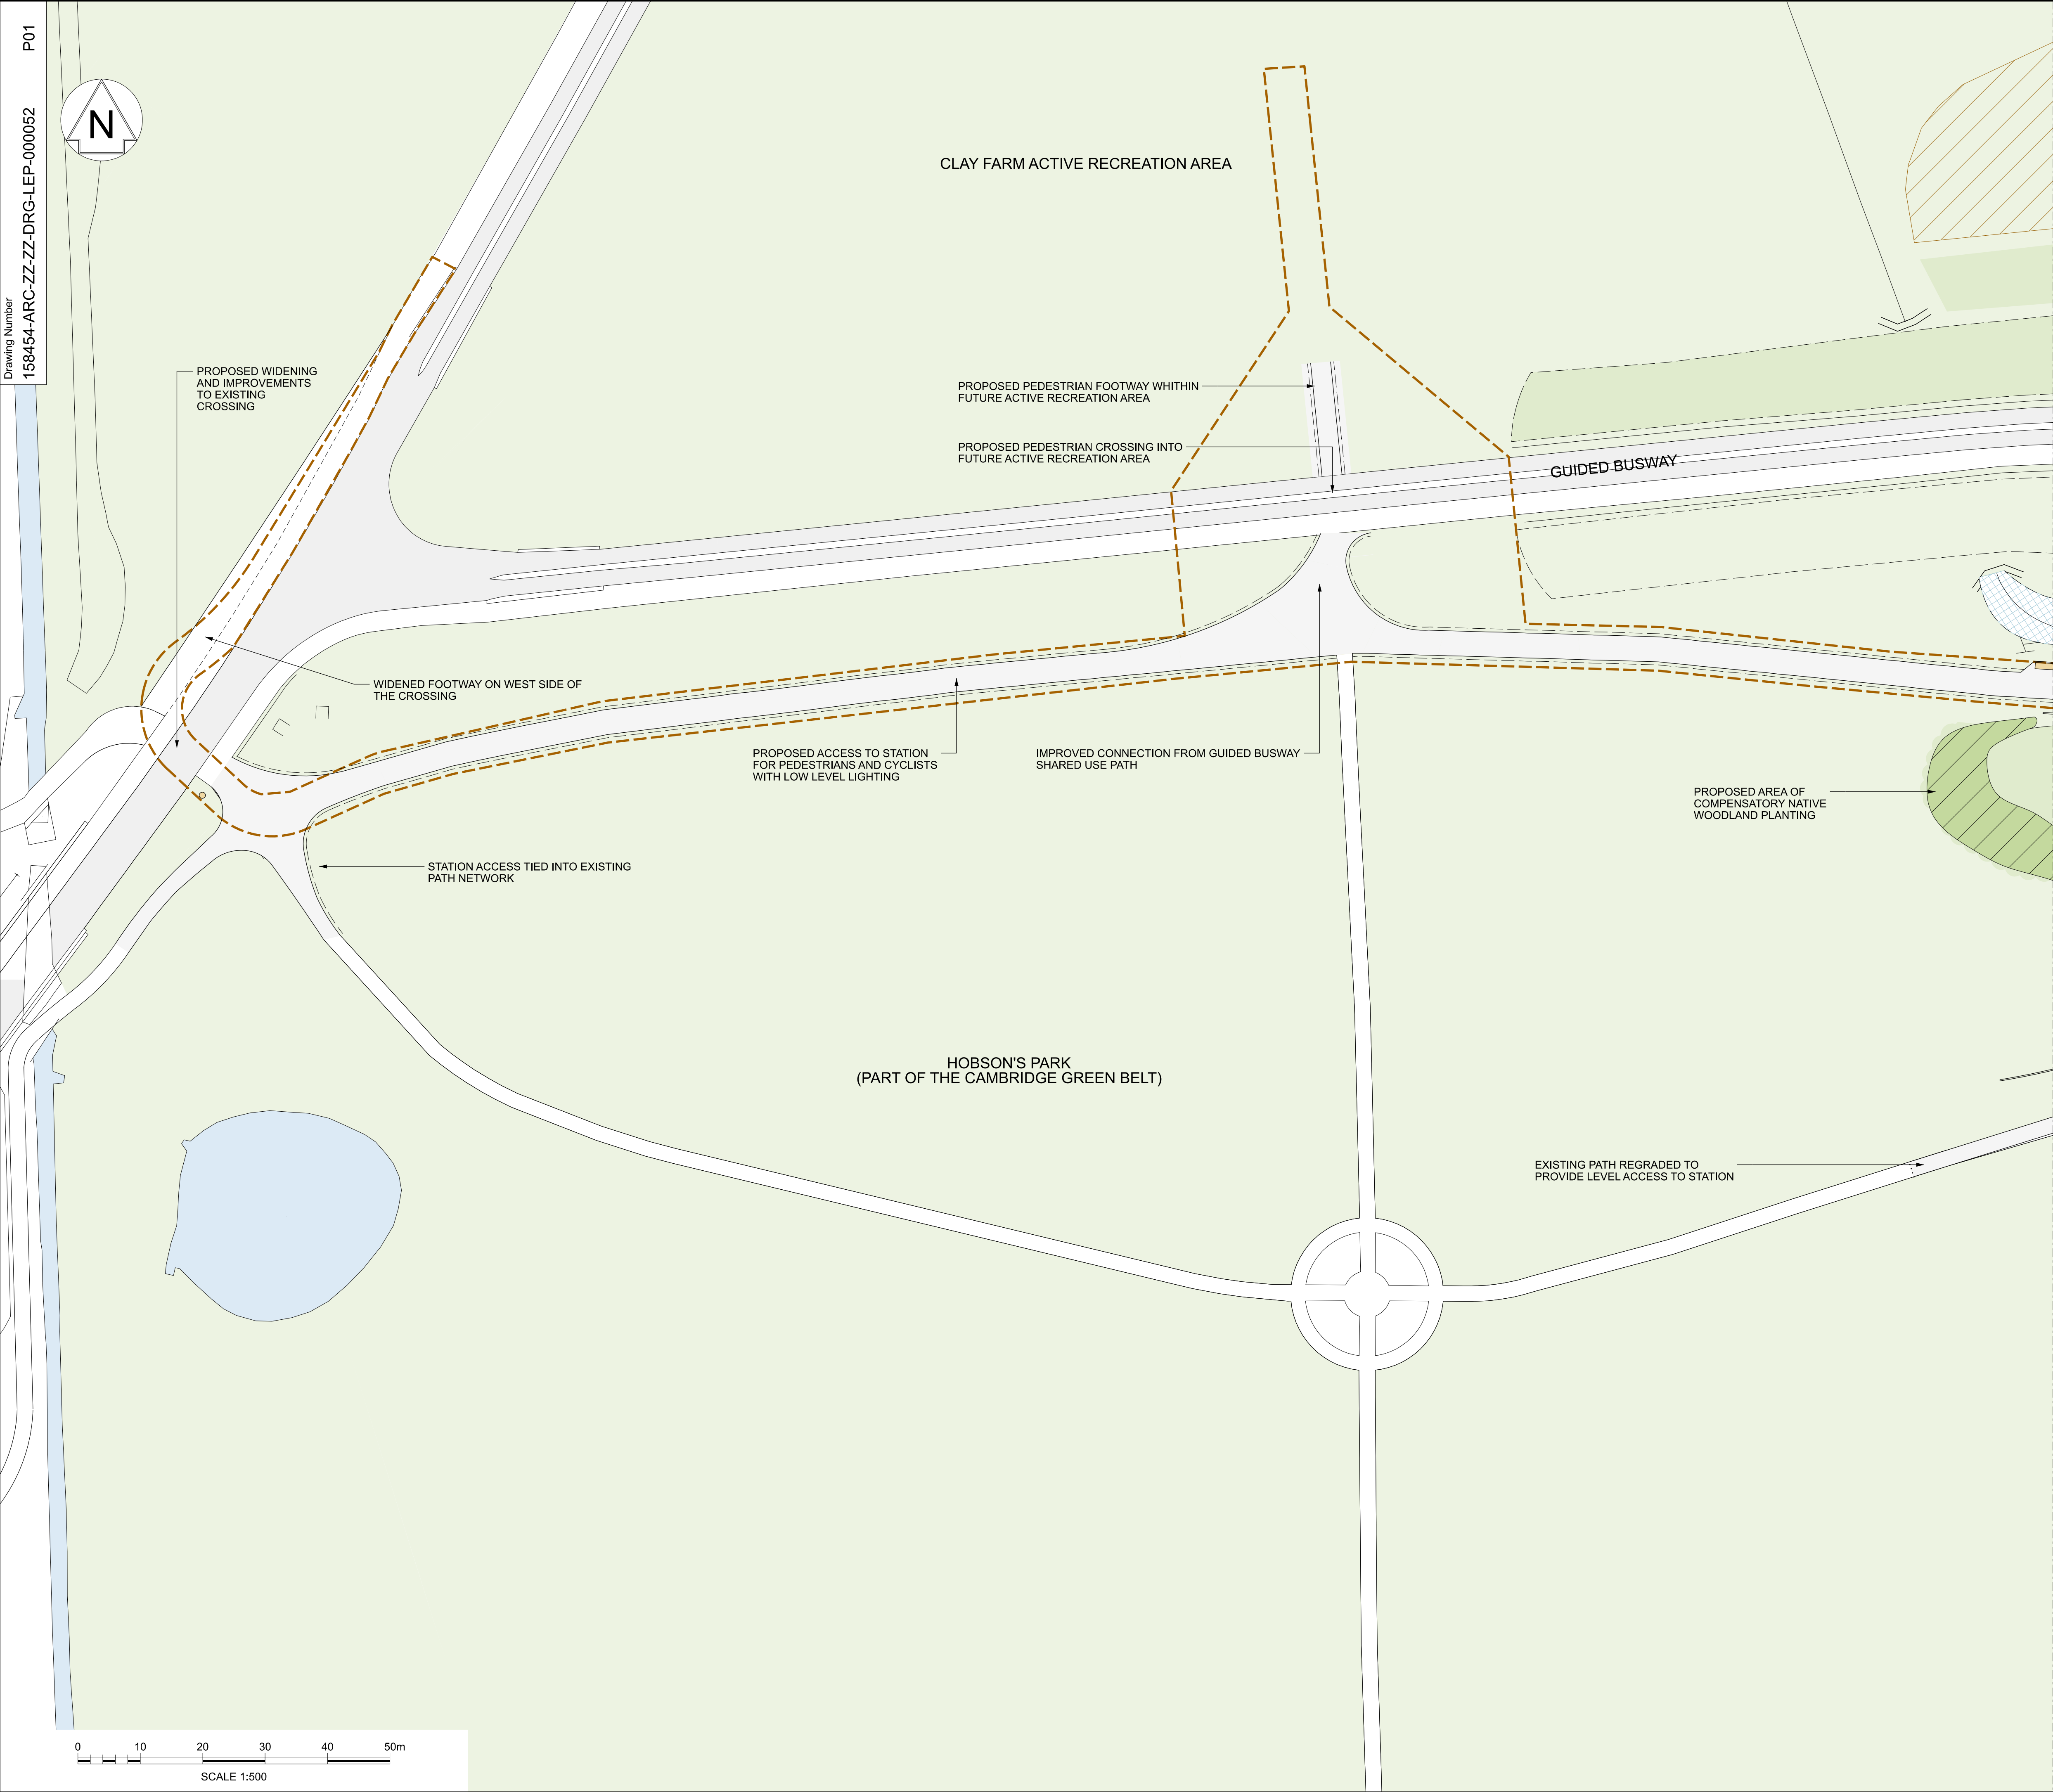 Drawing Number
158454-ARC-ZZ-ZZ-DRG-LEP-000052 P01
N
CLAY FARM ACTIVE RECREATION AREA
PROPOSED WIDENING
AND IMPROVEMENTS
TO EXISTING
CROSSING
PROPOSED PEDESTRIAN FOOTWAY WHITHIN
FUTURE ACTIVE RECREATION AREA
PROPOSED PEDESTRIAN CROSSING INTO
FUTURE ACTIVE RECREATION AREA
GUIDED BUSWAY
WIDENED FOOTWAY ON WEST SIDE OF
THE CROSSING
PROPOSED ACCESS TO STATION
FOR PEDESTRIANS AND CYCLISTS
WITH LOW LEVEL LIGHTING
IMPROVED CONNECTION FROM GUIDED BUSWAY
SHARED USE PATH
PROPOSED AREA OF
COMPENSATORY NATIVE
WOODLAND PLANTING
STATION ACCESS TIED INTO EXISTING
PATH NETWORK
HOBSON'S PARK
(PART OF THE CAMBRIDGE GREEN BELT)
EXISTING PATH REGRADED TO
PROVIDE LEVEL ACCESS TO STATION
0 10 20 30 40 50m
SCALE 1:500